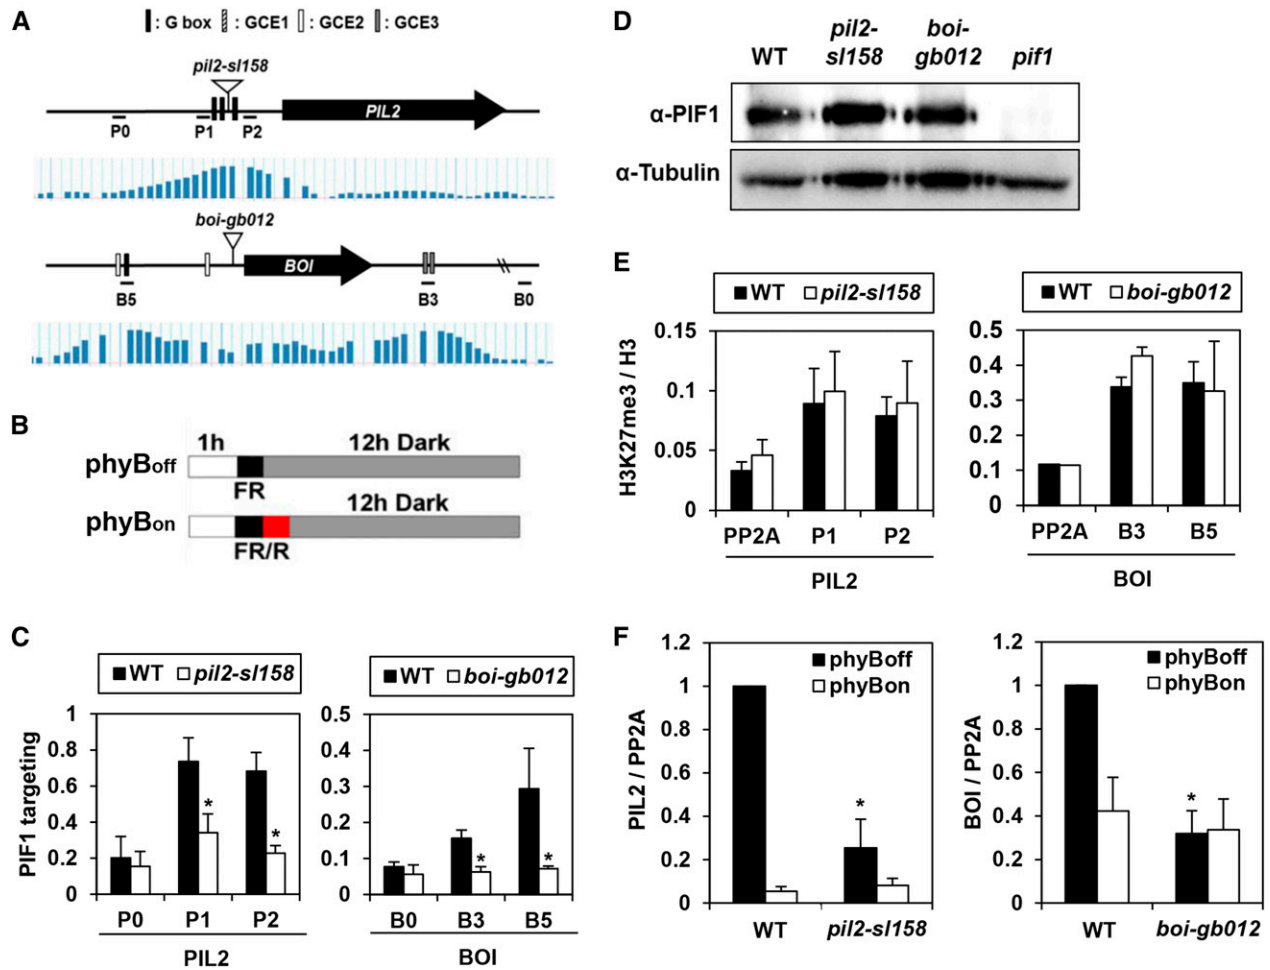 A
: G box : GCE1 : GCE2 : GCE3
pil2-sl158
PIL2
P0 P1 P2
boi-gb012
BOI
B5 B3 B0
B
1h 12h Dark
phyBoff
FR
12h Dark
phyBon
FR/R
C
WT pil2-sl158
WT boi-gb012
PIF1 targeting
1
0.8
0.6
0.4
0.2
0
* *
P0 P1 P2
PIL2
0.5
0.4
0.3
0.2
0.1
0
* *
B0 B3 B5
BOI
D
WT pil2-sl158 boi-gb012 pif1
α-PIF1
α-Tubulin
E
WT pil2-sl158
WT boi-gb012
H3K27me3 / H3
0.15
0.1
0.05
0
PP2A P1 P2
PIL2
0.5
0.4
0.3
0.2
0.1
0
PP2A B3 B5
BOI
F
PIL2 / PP2A
1.2
1
0.8
0.6
0.4
0.2
0
phyBoff
phyBon
*
WT pil2-sl158
BOI / PP2A
1.2
1
0.8
0.6
0.4
0.2
0
phyBoff
phyBon
*
WT boi-gb012